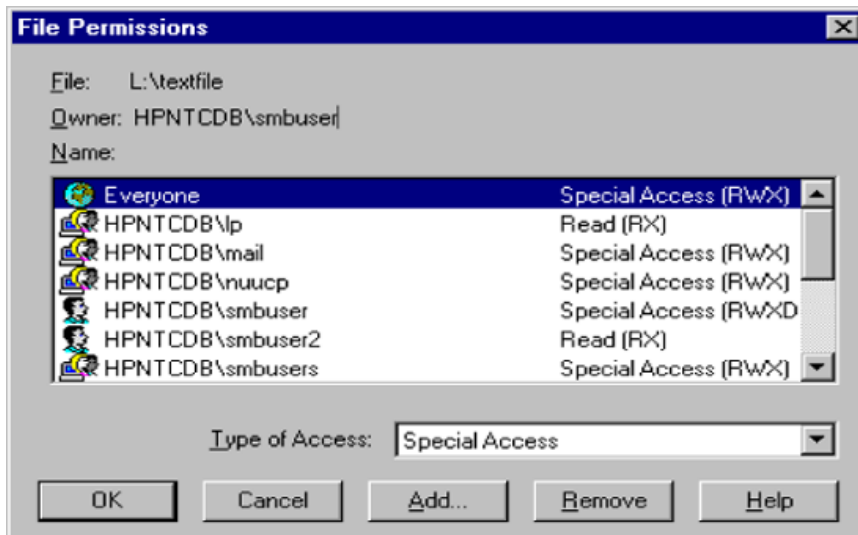 File Permissions
File: L:\textfile
Owner: HPNTCDB\smbuser
Name:
Everyone Special Access (RWX)
HPNTCDB\lp Read (RX)
HPNTCDB\mail Special Access (RWX)
HPNTCDB\nuucp Special Access (RWX)
HPNTCDB\smbuser Special Access (RWXD
HPNTCDB\smbuser2 Read (RX)
HPNTCDB\smbusers Special Access (RWX)
Type of Access: Special Access
OK Cancel Add... Remove Help